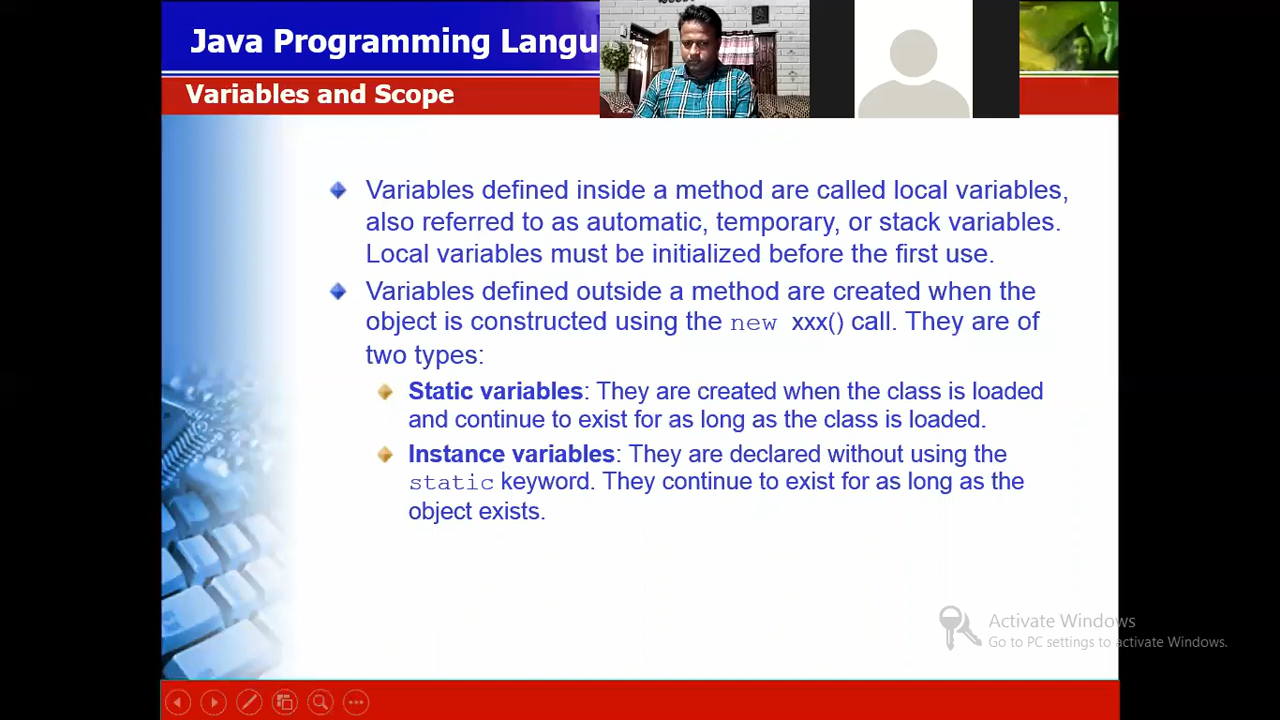 Java Programming Langu
Variables and Scope
Variables defined inside a method are called local variables,
also referred to as automatic, temporary, or stack variables.
Local variables must be initialized before the first use.
Variables defined outside a method are created when the
object is constructed using the new xxx() call. They are of
two types:
Static variables: They are created when the class is loaded
and continue to exist for as long as the class is loaded.
Instance variables: They are declared without using the
static keyword. They continue to exist for as long as the
object exists.
Activate Windows
Go to PC settings to activate Windows.